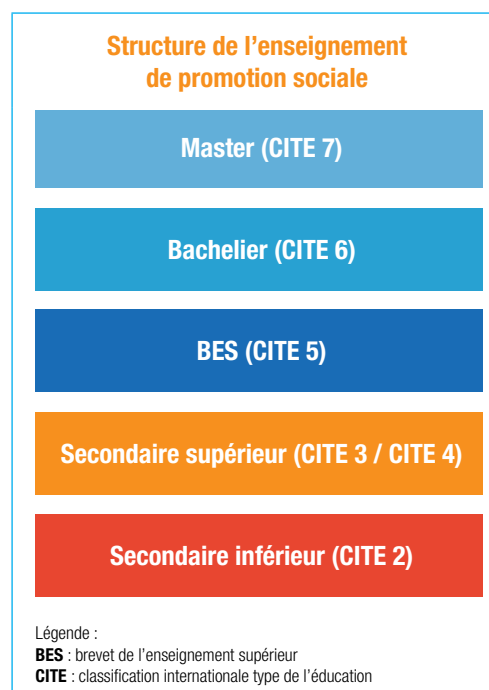 Structure de l’enseignement
de promotion sociale
Master (CITE 7)
Bachelier (CITE 6)
BES (CITE 5)
Secondaire supérieur (CITE 3 / CITE 4)
Secondaire inférieur (CITE 2)
Légende :
BES : brevet de l’enseignement supérieur
CITE : classification internationale type de l’éducation